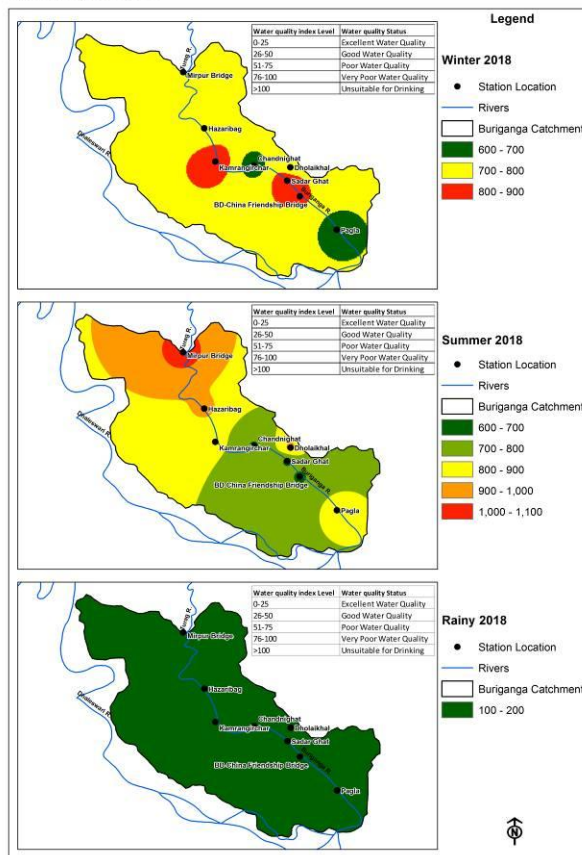 Legend
Water quality index Level Water quality Status
0-25 Excellent Water Quality
26-50 Good Water Quality
51-75 Poor Water Quality
76-100 Very Poor Water Quality
>100 Unsuitable for Drinking
Turag R.
Mirpur Bridge
Dhaleswari R.
Hazaribag
Kamrangirchar
Chandnighat
Dholaikhal
Sadar Ghat
BD-China Friendship Bridge
Buriganga R.
Pagla
Winter 2018
Station Location
Rivers
Buriganga Catchment
600 - 700
700 - 800
800 - 900
Water quality index Level Water quality Status
0-25 Excellent Water Quality
26-50 Good Water Quality
51-75 Poor Water Quality
76-100 Very Poor Water Quality
>100 Unsuitable for Drinking
Turag R.
Mirpur Bridge
Dhaleswari R.
Hazaribag
Kamrangirchar
Chandnighat
Dholaikhal
Sadar Ghat
BD-China Friendship Bridge
Buriganga R.
Pagla
Summer 2018
Station Location
Rivers
Buriganga Catchment
600 - 700
700 - 800
800 - 900
900 - 1,000
1,000 - 1,100
Water quality index Level Water quality Status
0-25 Excellent Water Quality
26-50 Good Water Quality
51-75 Poor Water Quality
76-100 Very Poor Water Quality
>100 Unsuitable for Drinking
Turag R.
Mirpur Bridge
Dhaleswari R.
Hazaribag
Kamrangirchar
Chandnighat
Dholaikhal
Sadar Ghat
BD-China Friendship Bridge
Buriganga R.
Pagla
Rainy 2018
Station Location
Rivers
Buriganga Catchment
100 - 200
N